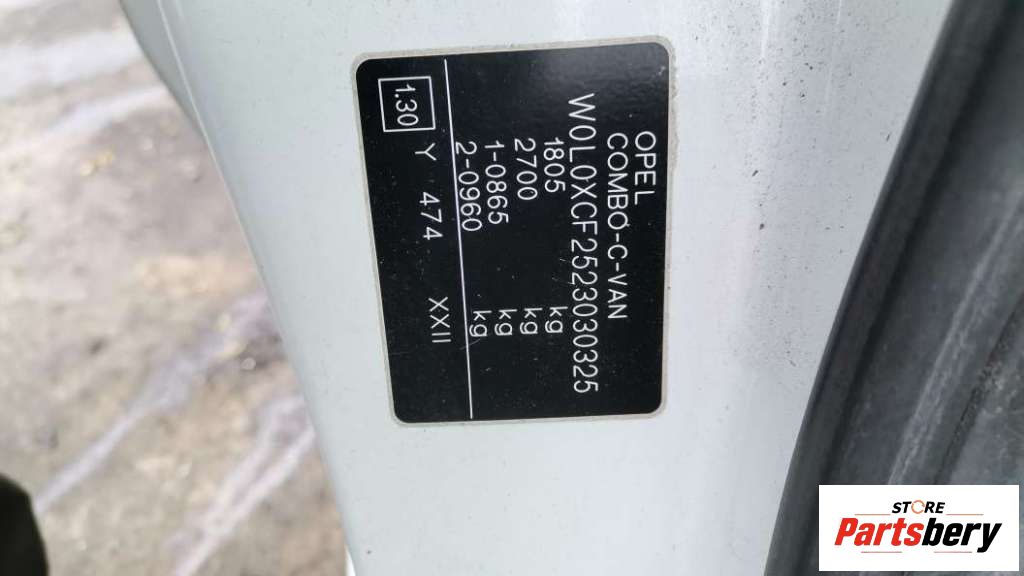 OPEL
COMBO-C-VAN
W0L0XCF2523030325
1805 kg
2700 kg
1-0865 kg
2-0960 kg
1.30 Y 474 XXII
STORE
Partsbery